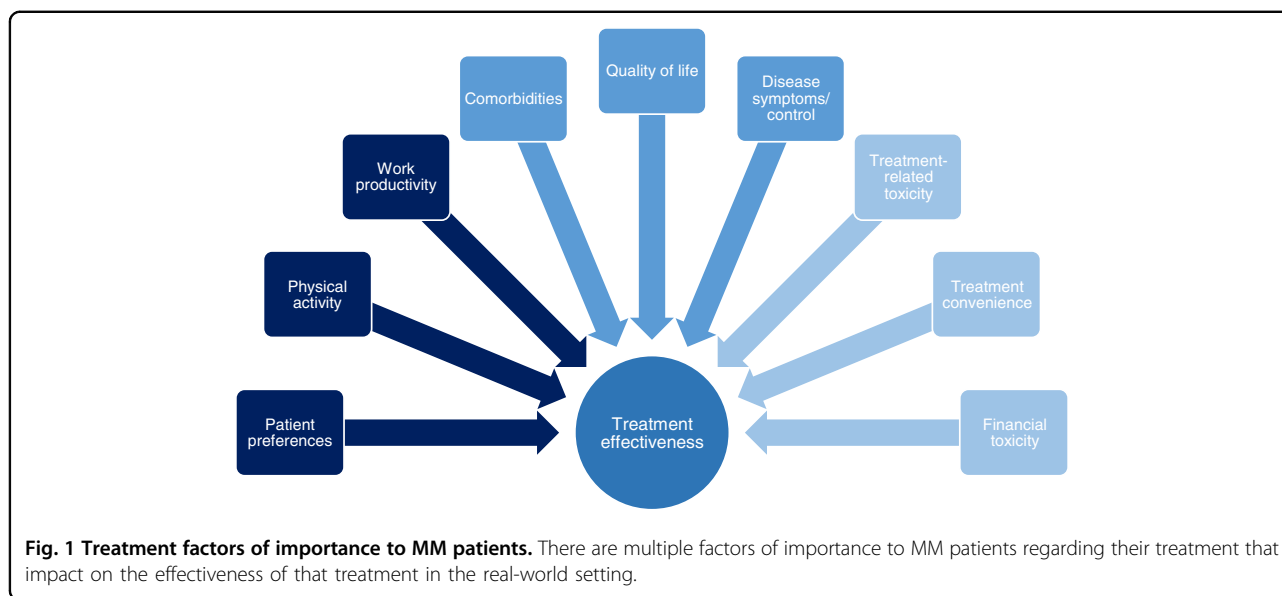 Quality of life
Disease
symptoms/
control
Comorbidities
Work
productivity
Treatment-
related
toxicity
Physical
activity
Treatment
convenience
Patient
preferences
Treatment
effectiveness
Financial
toxicity
Fig. 1 Treatment factors of importance to MM patients. There are multiple factors of importance to MM patients regarding their treatment that
impact on the effectiveness of that treatment in the real-world setting.